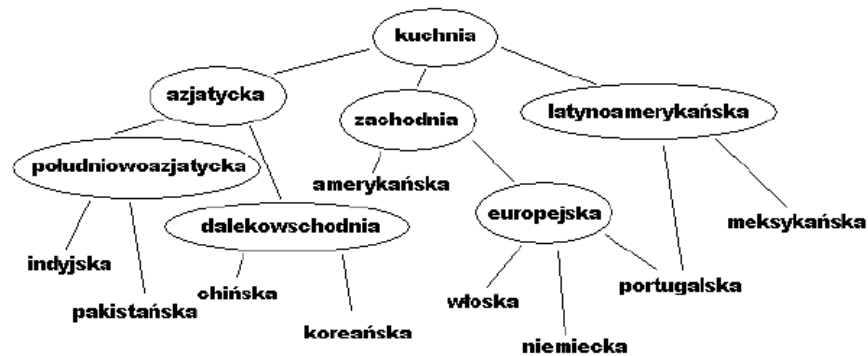 kuchnia
azjatycka
zachodnia
latynoamerykańska
południowoazjatycka
amerykańska
dalekowschodnia
europejska
meksykańska
indyjska
pakistańska
chińska
koreańska
włoska
niemiecka
portugalska